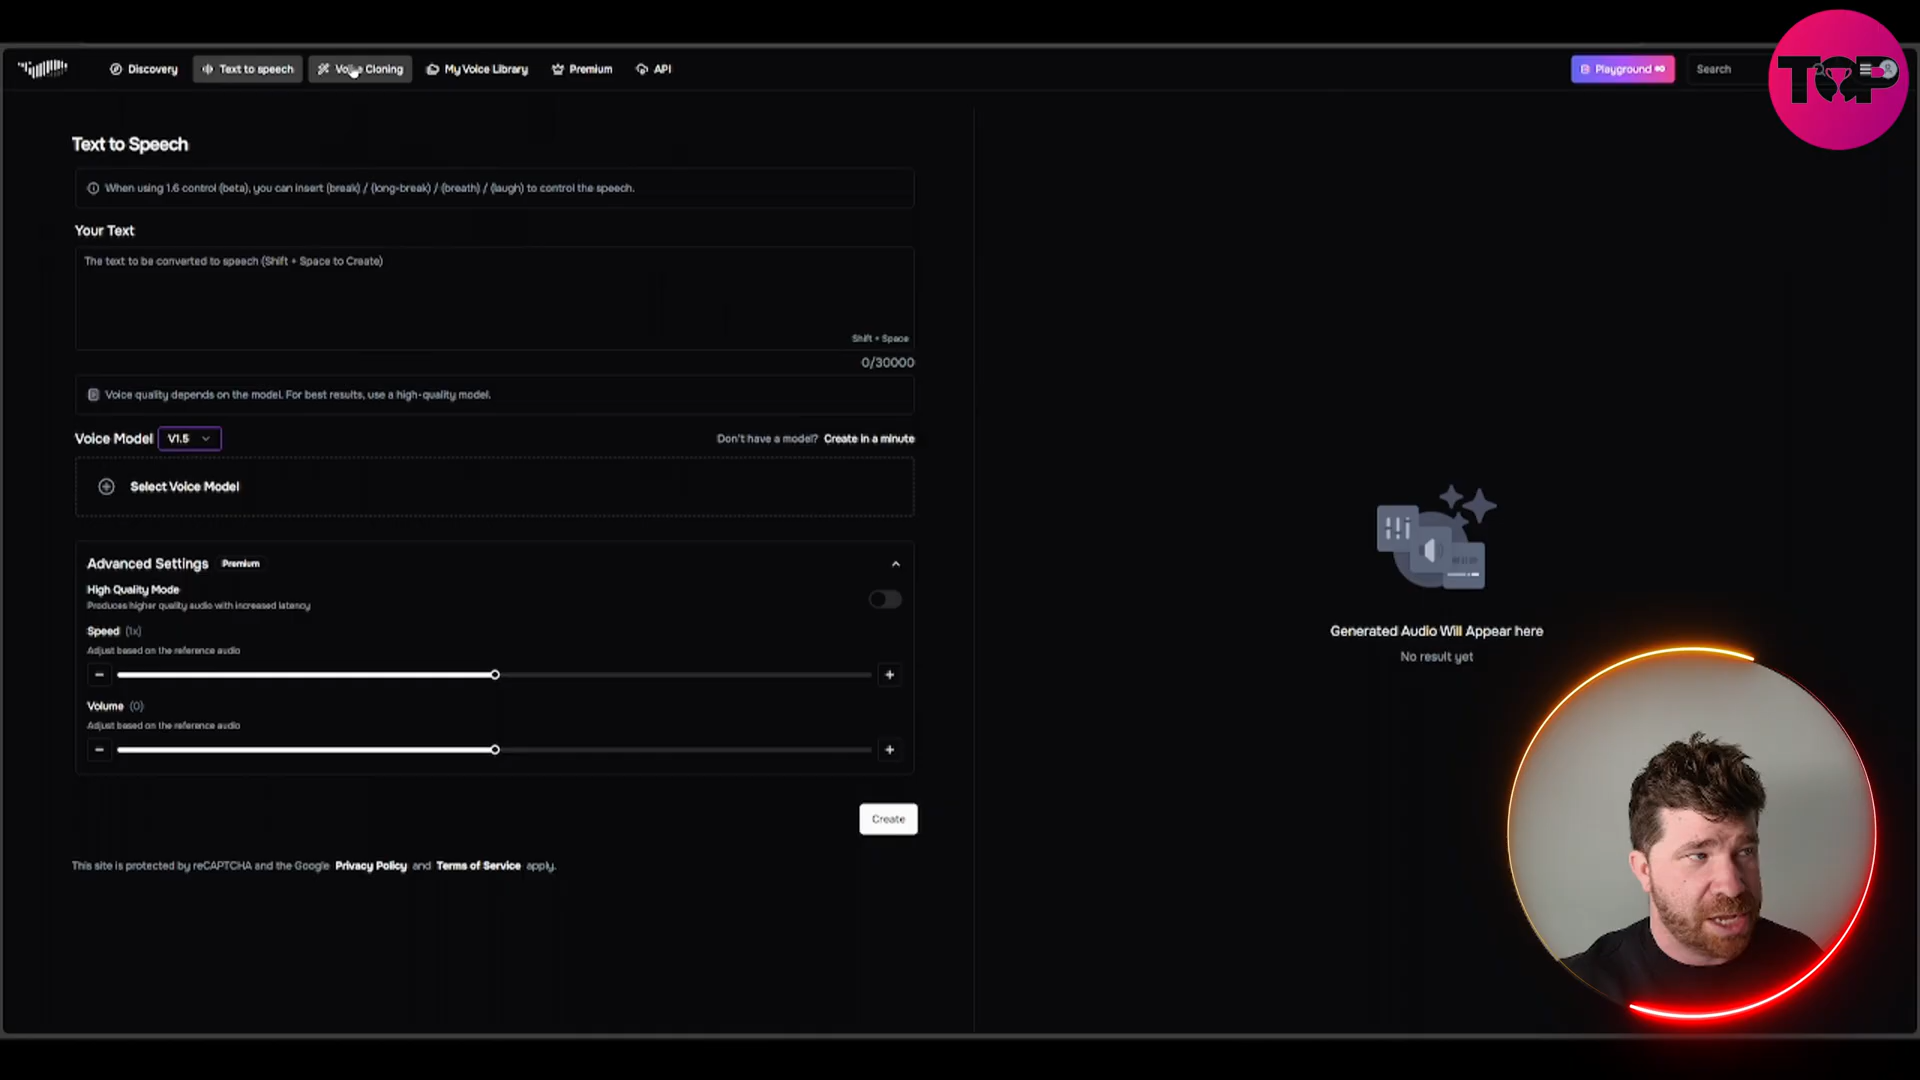 Discovery
Text to speech
Voice Cloning
My Voice Library
Premium
API
Playground
Search
TOP
Text to Speech
When using 1.6 control (beta), you can insert (break) / (long-break) / (breath) / (laugh) to control the speech.
Your Text
The text to be converted to speech (Shift + Space to Create)
Shift + Space
0/30000
Voice quality depends on the model. For best results, use a high-quality model.
Voice Model V1.5
Don't have a model? Create in a minute
Select Voice Model
Advanced Settings Premium
High Quality Mode
Produces higher quality audio with increased latency
Speed (1x)
Adjust based on the reference audio
Volume (0)
Adjust based on the reference audio
Create
This site is protected by reCAPTCHA and the Google Privacy Policy and Terms of Service apply.
Generated Audio Will Appear here
No result yet